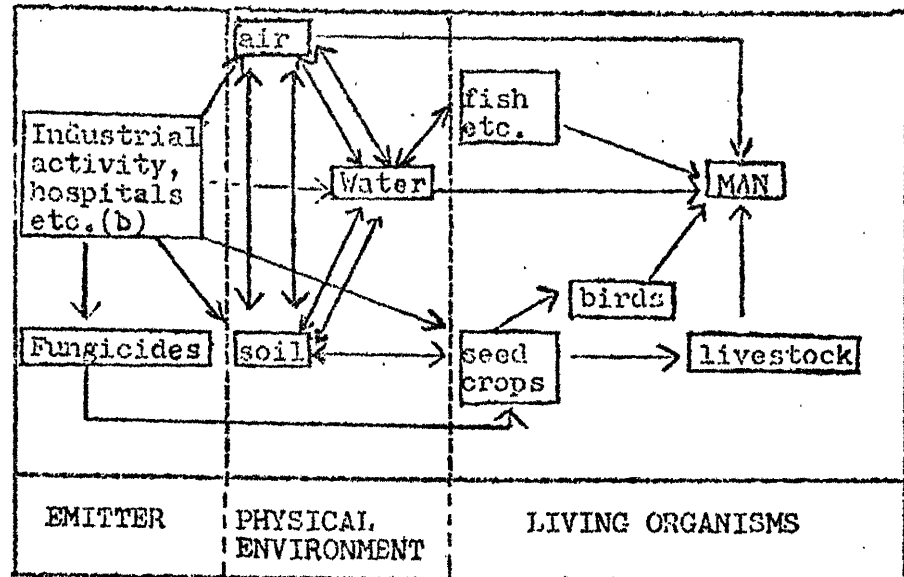 air
fish
etc.
Industrial
activity,
hospitals
etc.(b)
Water
MAN
birds
Fungicides
soil
seed
crops
livestock
EMITTER
PHYSICAL
ENVIRONMENT
LIVING ORGANISMS